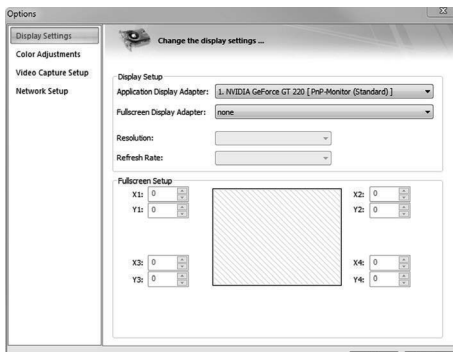 Options
Display Settings
Color Adjustments
Video Capture Setup
Network Setup
Change the display settings ...
Display Setup
Application Display Adapter: 1. NVIDIA GeForce GT 220 [ PnP-Monitor (Standard) ]
Fullscreen Display Adapter: none
Resolution:
Refresh Rate:
Fullscreen Setup
X1: 0 X2: 0
Y1: 0 Y2: 0
X3: 0 X4: 0
Y3: 0 Y4: 0